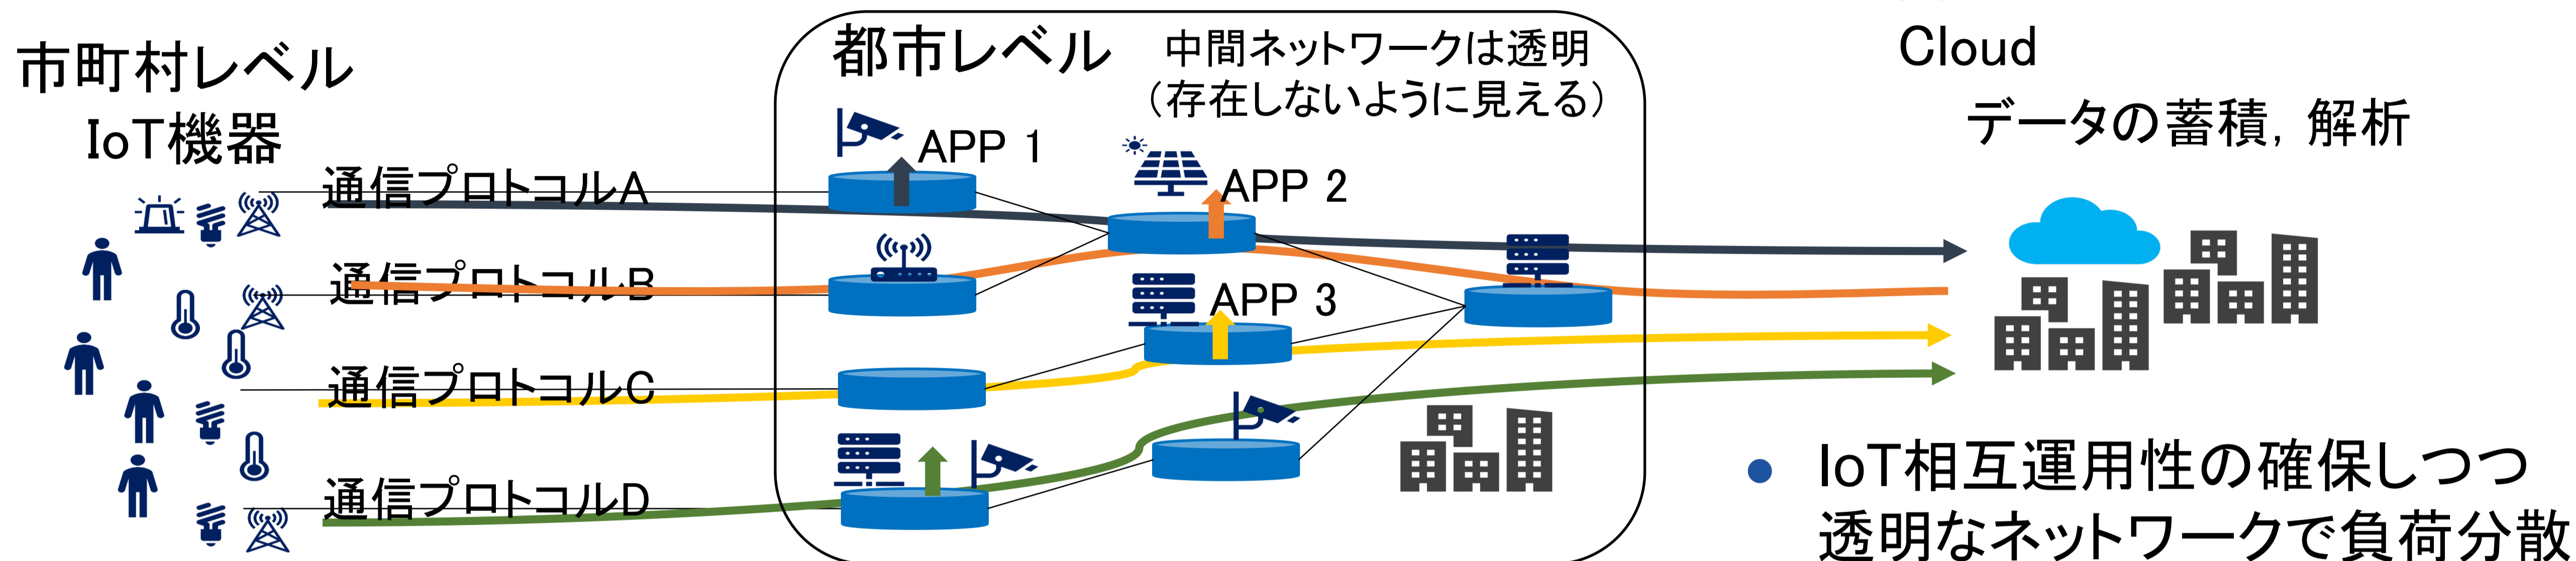 市町村レベル
IoT機器
通信プロトコルA
通信プロトコルB
通信プロトコルC
通信プロトコルD
都市レベル
中間ネットワークは透明
（存在しないように見える）
APP 1
APP 2
APP 3
Cloud
データの蓄積，解析
● IoT相互運用性の確保しつつ
透明なネットワークで負荷分散